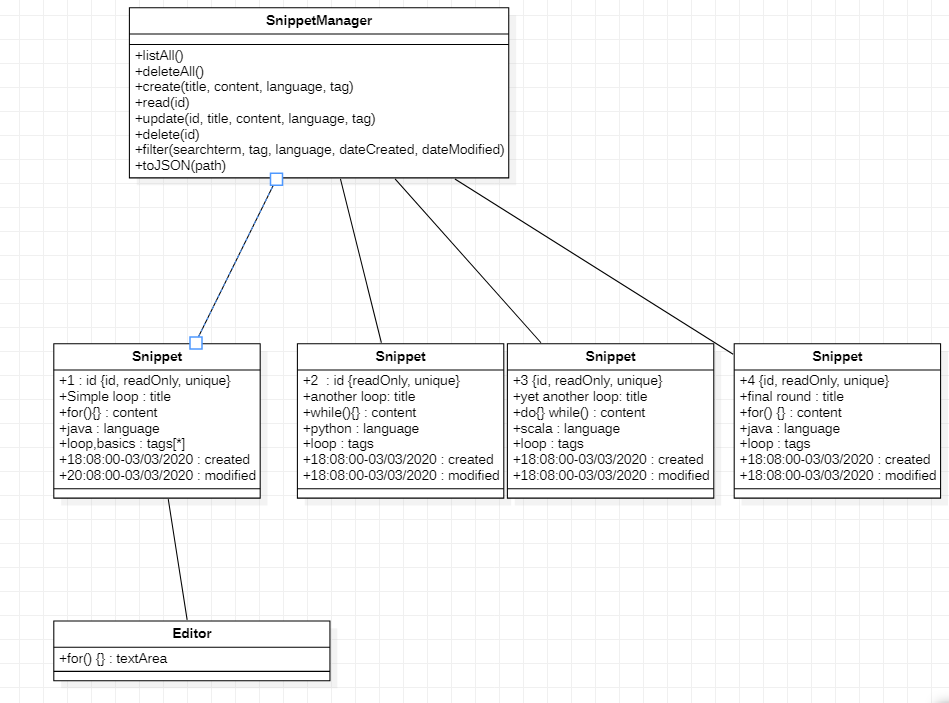 SnippetManager
+listAll()
+deleteAll()
+create(title, content, language, tag)
+read(id)
+update(id, title, content, language, tag)
+delete(id)
+filter(searchterm, tag, language, dateCreated, dateModified)
+toJSON(path)
Snippet
+1 : id {id, readOnly, unique}
+Simple loop : title
+for(){} : content
+java : language
+loop,basics : tags[*]
+18:08:00-03/03/2020 : created
+20:08:00-03/03/2020 : modified
Snippet
+2 : id {readOnly, unique}
+another loop: title
+while(){} : content
+python : language
+loop : tags
+18:08:00-03/03/2020 : created
+18:08:00-03/03/2020 : modified
Snippet
+3 {id, readOnly, unique}
+yet another loop: title
+do{} while() : content
+scala : language
+loop : tags
+18:08:00-03/03/2020 : created
+18:08:00-03/03/2020 : modified
Snippet
+4 {id, readOnly, unique}
+final round : title
+for() {} : content
+java : language
+loop : tags
+18:08:00-03/03/2020 : created
+18:08:00-03/03/2020 : modified
Editor
+for() {} : textArea